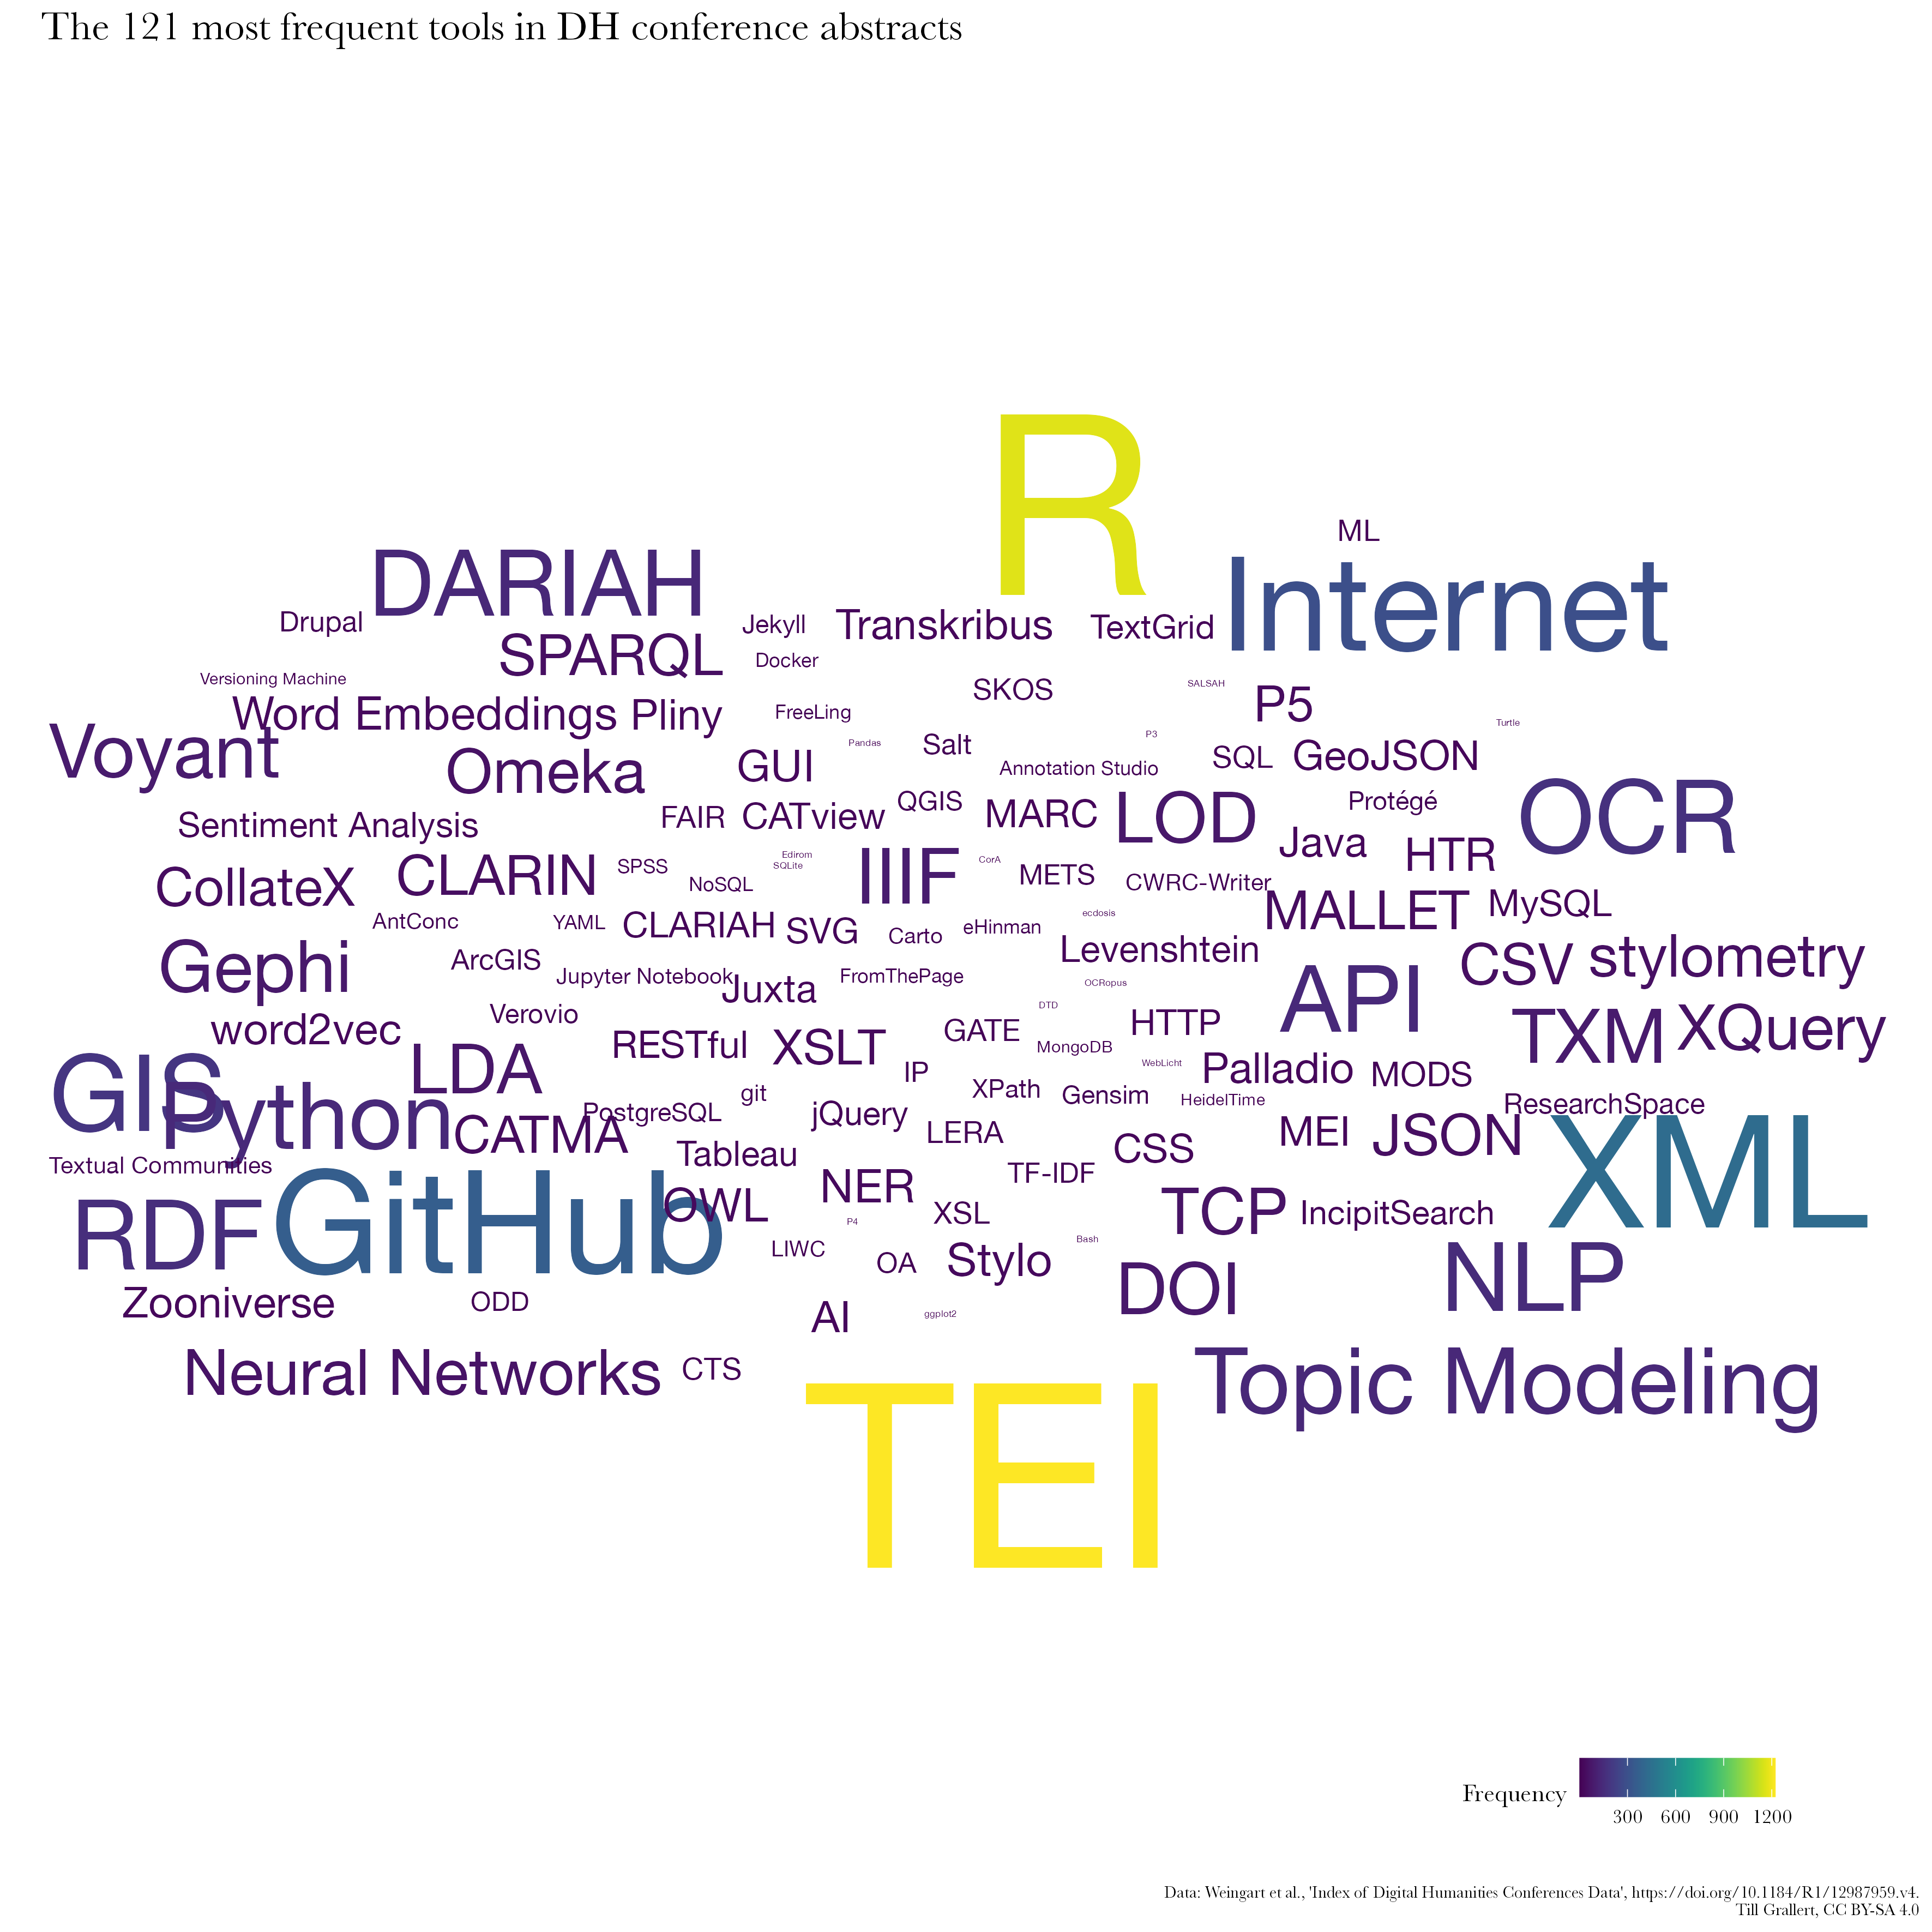 The 121 most frequent tools in DH conference abstracts
R
ML
DARIAH
Internet
Drupal
Jekyll
Transkribus
TextGrid
SPARQL
Docker
Versioning Machine
SKOS
SALSAH
P5
Word Embeddings
Pliny
FreeLing
Turtle
Voyant
Pandas
Salt
P3
Omeka
GUI
Annotation Studio
SQL
GeoJSON
Sentiment Analysis
FAIR
CATview
QGIS
MARC
LOD
Protégé
OCR
Java
HTR
CollateX
CLARIN
SPSS
Edirom
SQLite
NoSQL
IIIF
CorA
METS
CWRC-Writer
MALLET
MySQL
AntConc
YAML
CLARIAH
SVG
Carto
eHinman
ecdosis
Levenshtein
Gephi
ArcGIS
Jupyter Notebook
Juxta
FromThePage
OCRopus
API
CSV
stylometry
word2vec
Verovio
RESTful
XSLT
GATE
DTD
MongoDB
HTTP
TXM
XQuery
GIS
LDA
IP
WebLicht
Palladio
MODS
Python
PostgreSQL
git
jQuery
XPath
Gensim
HeidelTime
ResearchSpace
CATMA
LERA
CSS
MEI
JSON
XML
Textual Communities
Tableau
TF-IDF
RDF
GitHub
OWL
NER
XSL
TCP
IncipitSearch
P4
LIWC
OA
Stylo
Bash
DOI
NLP
Zooniverse
ODD
AI
ggplot2
Neural Networks
CTS
Topic Modeling
TEI
Frequency
300 600 900 1200
Data: Weingart et al., 'Index of Digital Humanities Conferences Data', https://doi.org/10.1184/R1/12987959.v4.
Till Grallert, CC BY-SA 4.0